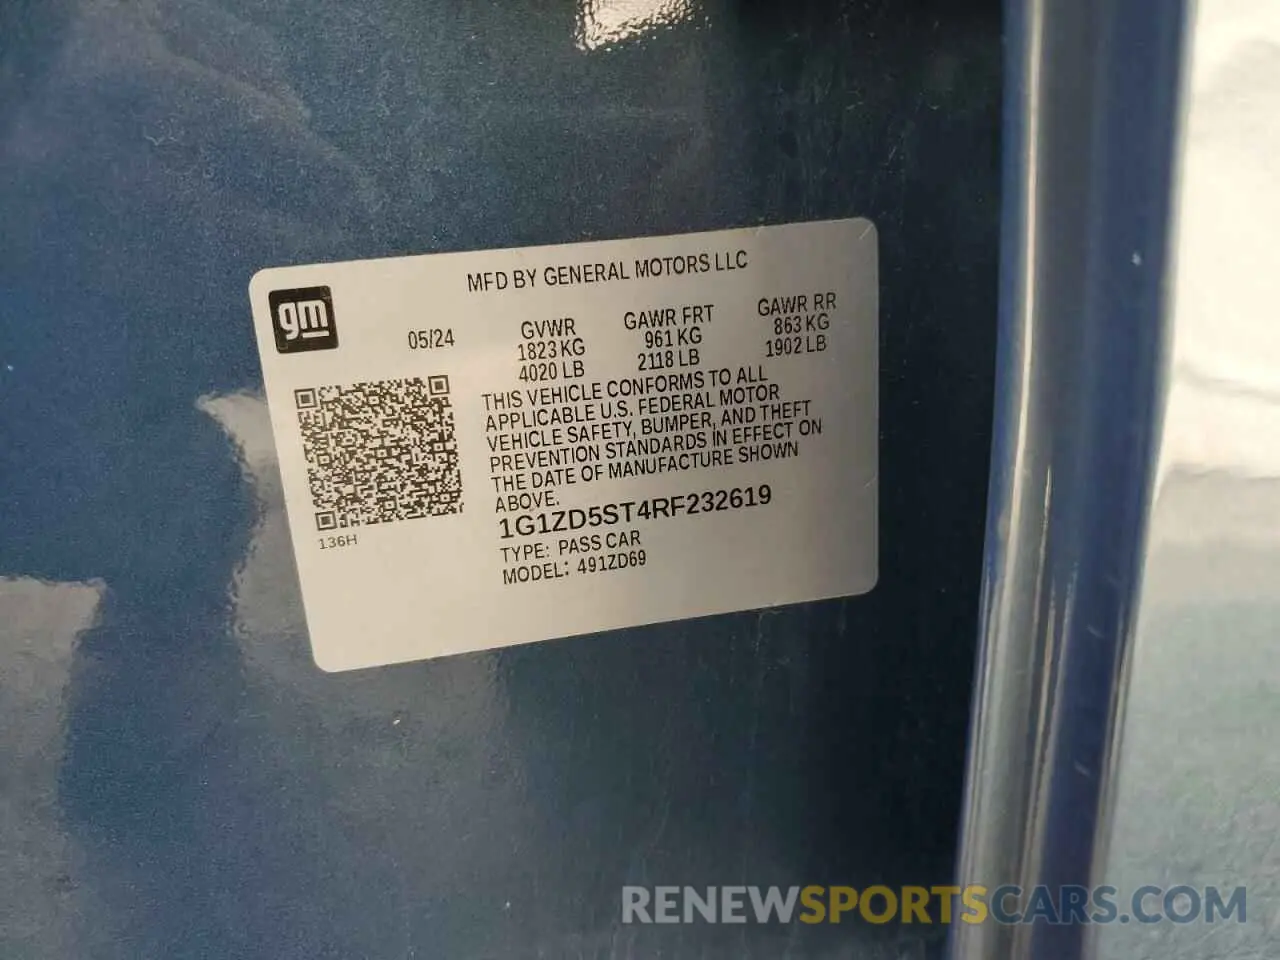 MFD BY GENERAL MOTORS LLC
gm
05/24
GVWR
1823 KG
4020 LB
GAWR FRT
961 KG
2118 LB
GAWR RR
863 KG
1902 LB
THIS VEHICLE CONFORMS TO ALL
APPLICABLE U.S. FEDERAL MOTOR
VEHICLE SAFETY, BUMPER, AND THEFT
PREVENTION STANDARDS IN EFFECT ON
THE DATE OF MANUFACTURE SHOWN
ABOVE.
1G1ZD5ST4RF232619
TYPE: PASS CAR
MODEL: 491ZD69
136H
RENEWSPORTSCARS.COM